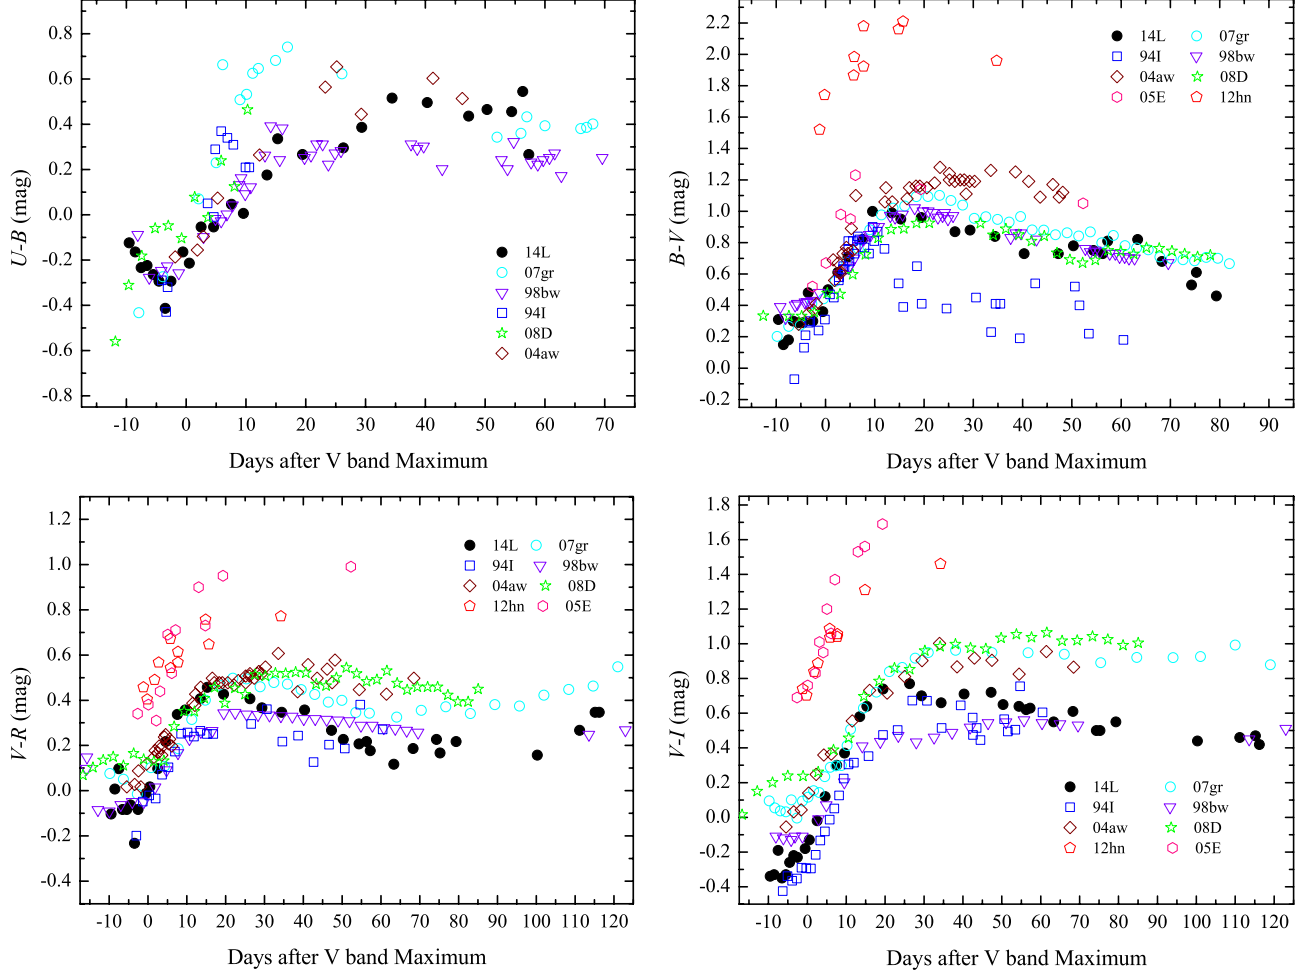 0.8
0.6
0.4
0.2
0.0
-0.2
-0.4
-0.6
-0.8
U-B (mag)
14L
07gr
98bw
94I
08D
04aw
-10 0 10 20 30 40 50 60 70
Days after V band Maximum
2.2
2.0
1.8
1.6
1.4
1.2
1.0
0.8
0.6
0.4
0.2
0.0
-0.2
B-V (mag)
14L 07gr
94I 98bw
04aw 08D
05E 12hn
-10 0 10 20 30 40 50 60 70 80 90
Days after V band Maximum
1.2
1.0
0.8
0.6
0.4
0.2
0.0
-0.2
-0.4
V-R (mag)
14L 07gr
94I 98bw
04aw 08D
12hn 05E
-10 0 10 20 30 40 50 60 70 80 90 100 110 120
Days after V band Maximum
1.8
1.6
1.4
1.2
1.0
0.8
0.6
0.4
0.2
0.0
-0.2
-0.4
V-I (mag)
14L 07gr
94I 98bw
04aw 08D
12hn 05E
-10 0 10 20 30 40 50 60 70 80 90 100 110 120
Days after V band Maximum